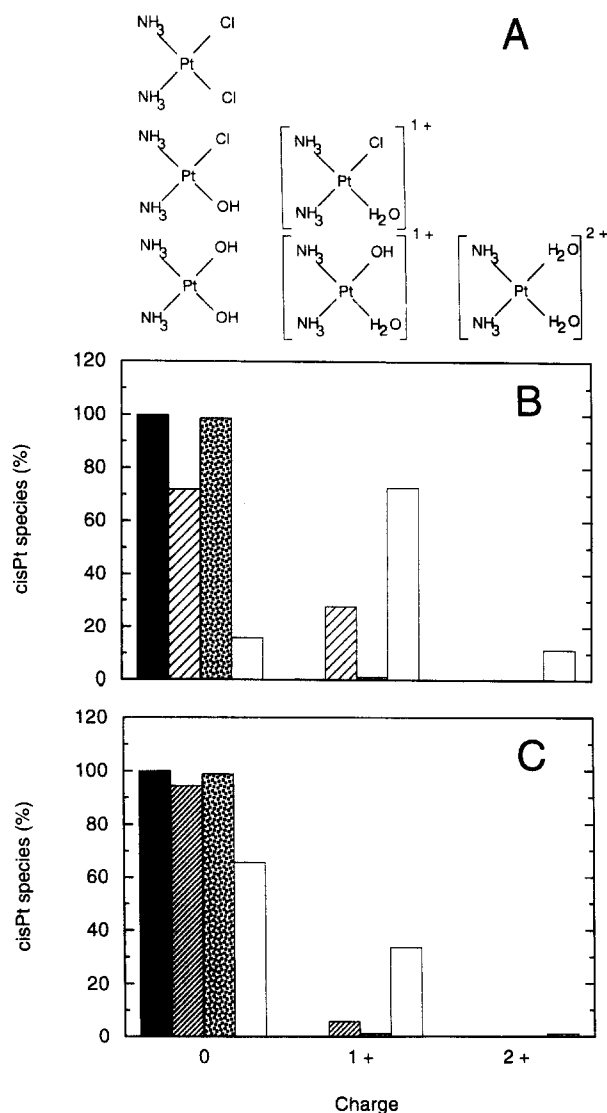 A
NH3 Cl
Pt
NH3 Cl
NH3 Cl
Pt
NH3 OH
NH3 Cl 1+
Pt
NH3 H2O
NH3 OH
Pt
NH3 OH
NH3 OH 1+
Pt
NH3 H2O
NH3 H2O 2+
Pt
NH3 H2O
B
120
100
80
60
40
20
0
cisPt species (%)
C
120
100
80
60
40
20
0
cisPt species (%)
0 1+ 2+
Charge